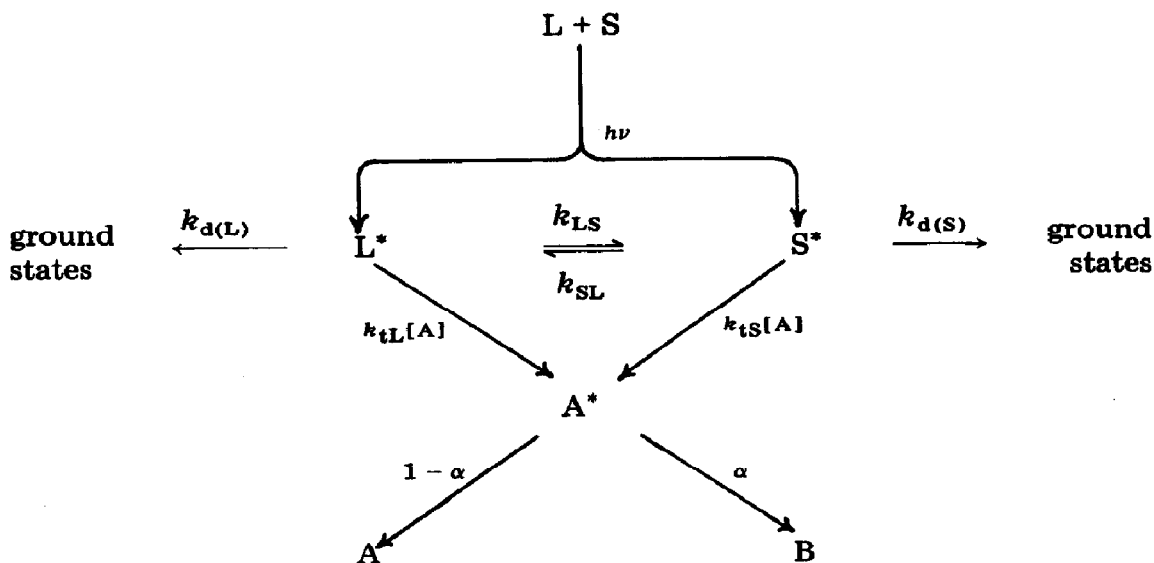 L + S
hν
ground states
k_d(L)
L*
k_LS
k_SL
S*
k_d(S)
ground states
k_tL[A]
k_tS[A]
A*
1 − α
α
A
B